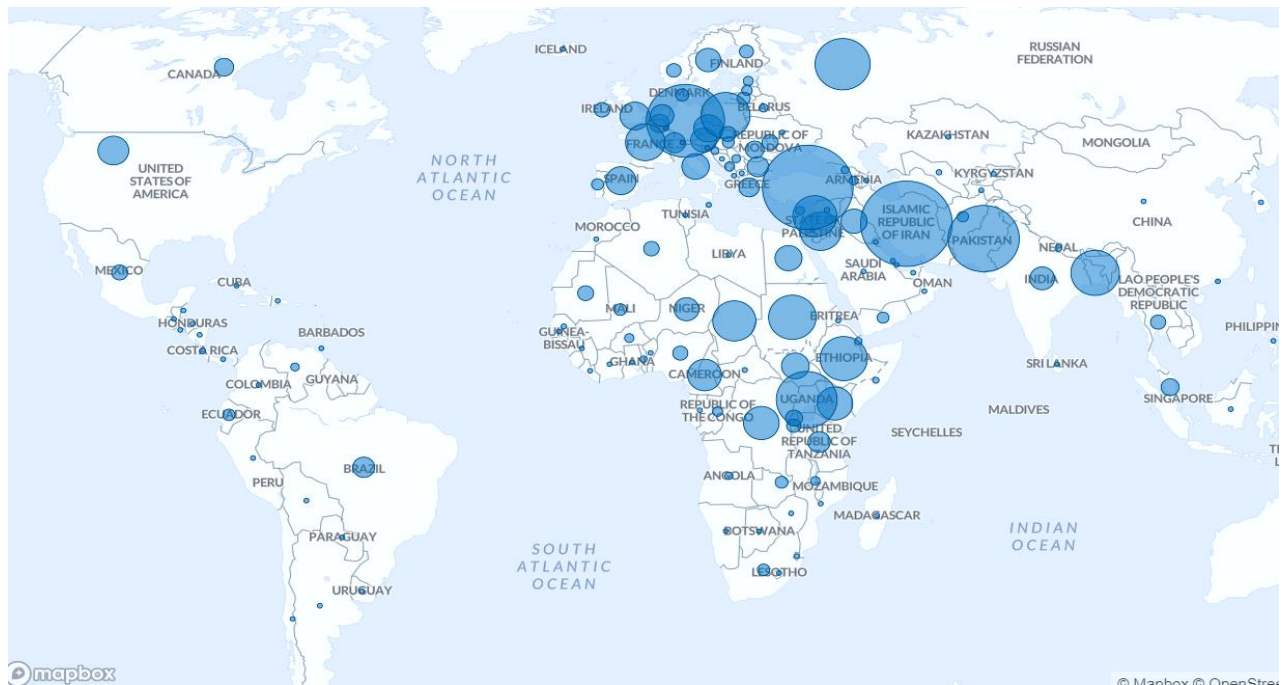 ICELAND
RUSSIAN
FEDERATION
CANADA
FINLAND
DENMARK
IRELAND
BELARUS
KAZAKHSTAN
MONGOLIA
UNITED
STATES OF
AMERICA
NORTH
ATLANTIC
OCEAN
FRANCE
REPUBLIC OF
MOLDOVA
SPAIN
GREECE
ARMENIA
KYRGYZSTAN
CHINA
TUNISIA
MOROCCO
STATE OF
PALESTINE
ISLAMIC
REPUBLIC
OF IRAN
PAKISTAN
NEPAL
LIBYA
SAUDI
ARABIA
OMAN
INDIA
LAO PEOPLE'S
DEMOCRATIC
REPUBLIC
MEXICO
CUBA
HONDURAS
BARBADOS
COSTA RICA
MALI
NIGER
ERITREA
GUINEA-
BISSAU
GHANA
CAMEROON
ETHIOPIA
SRI LANKA
PHILIPPIN
COLOMBIA
GUYANA
ECUADOR
REPUBLIC OF
THE CONGO
UGANDA
MALDIVES
SINGAPORE
SEYCHELLES
UNITED
REPUBLIC OF
TANZANIA
BRAZIL
PERU
ANGOLA
MOZAMBIQUE
MADAGASCAR
BOTSWANA
PARAGUAY
SOUTH
ATLANTIC
OCEAN
INDIAN
OCEAN
LESOTHO
URUGUAY
mapbox
© Mapbox © OpenStree